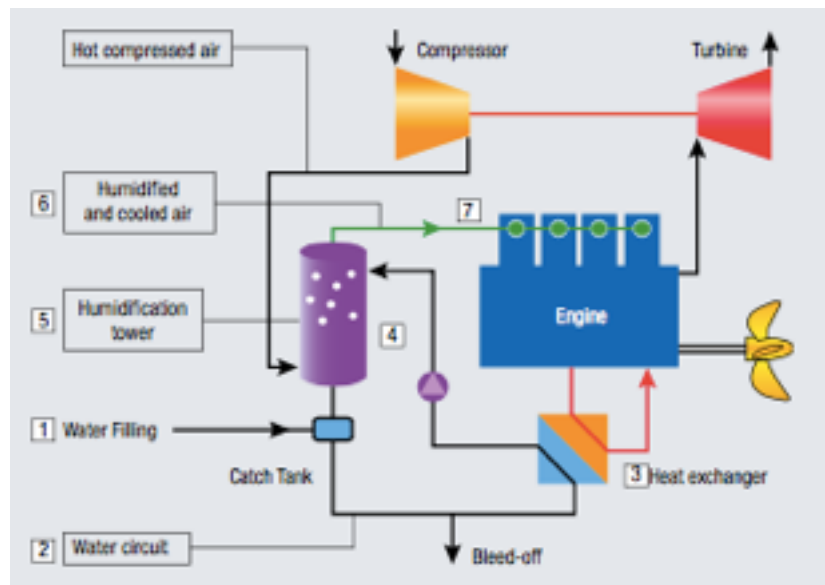 Hot compressed air
Compressor
Turbine
6
Humidified
and cooled air
7
5
Humidification
tower
4
Engine
1
Water Filling
Catch Tank
3
Heat exchanger
2
Water circuit
Bleed-off